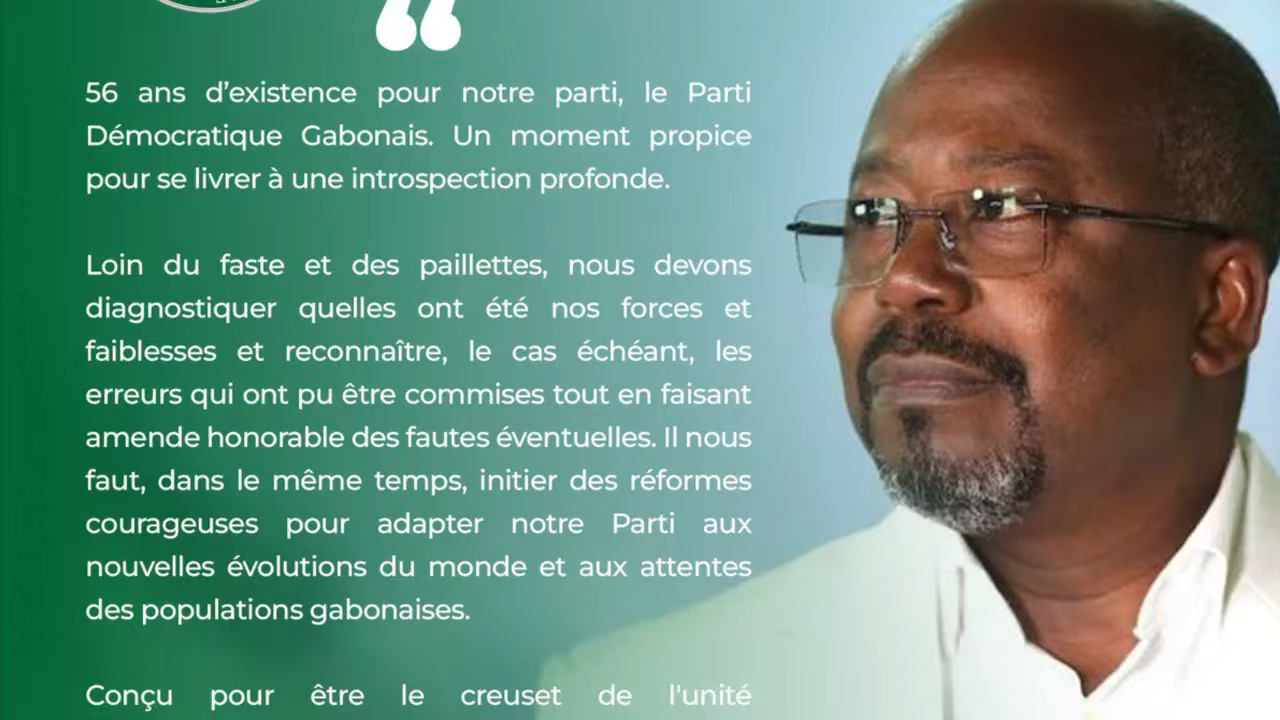 “
56 ans d’existence pour notre parti, le Parti
Démocratique Gabonais. Un moment propice
pour se livrer à une introspection profonde.
Loin du faste et des paillettes, nous devons
diagnostiquer quelles ont été nos forces et
faiblesses et reconnaître, le cas échéant, les
erreurs qui ont pu être commises tout en faisant
amende honorable des fautes éventuelles. Il nous
faut, dans le même temps, initier des réformes
courageuses pour adapter notre Parti aux
nouvelles évolutions du monde et aux attentes
des populations gabonaises.
Conçu pour être le creuset de l'unité